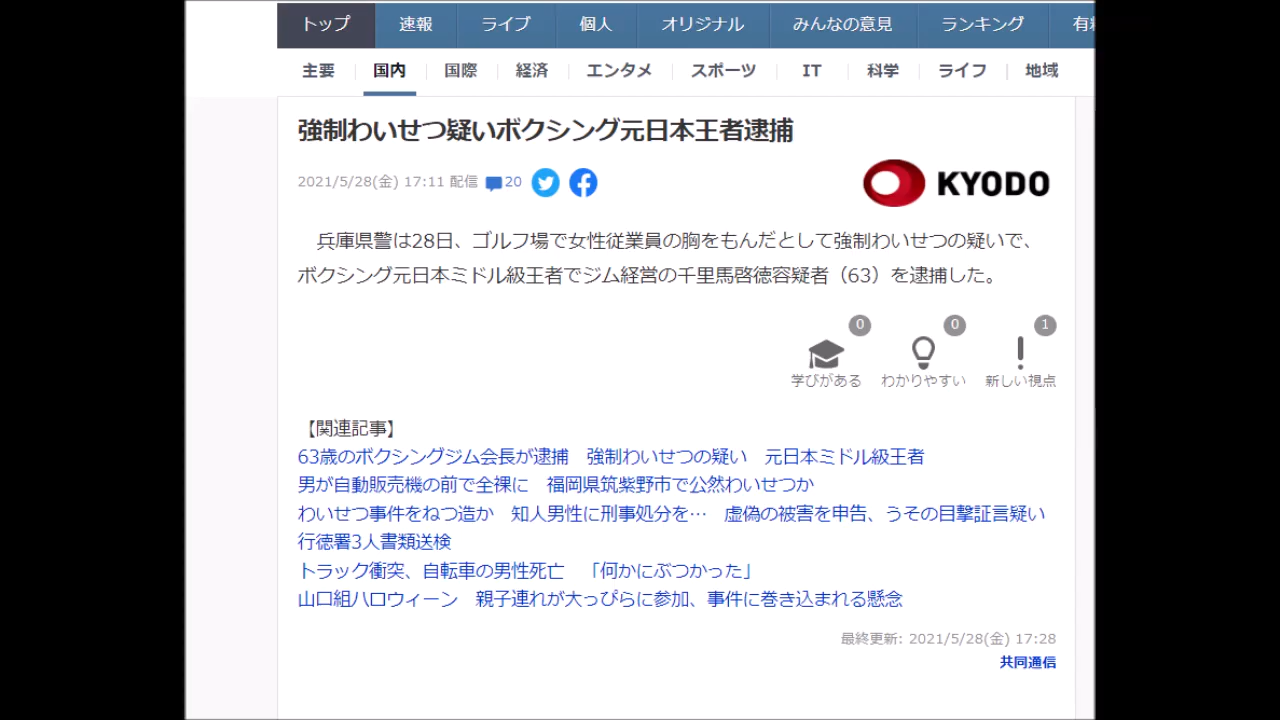 トップ 速報 ライブ 個人 オリジナル みんなの意見 ランキング 有
主要 国内 国際 経済 エンタメ スポーツ IT 科学 ライフ 地域
強制わいせつ疑いボクシング元日本王者逮捕
2021/5/28(金) 17:11 配信 20
KYODO
兵庫県警は28日、ゴルフ場で女性従業員の胸をもんだとして強制わいせつの疑いで、
ボクシング元日本ミドル級王者でジム経営の千里馬啓徳容疑者（63）を逮捕した。
0 0 1
学びがある わかりやすい 新しい視点
【関連記事】
63歳のボクシングジム会長が逮捕 強制わいせつの疑い 元日本ミドル級王者
男が自動販売機の前で全裸に 福岡県筑紫野市で公然わいせつか
わいせつ事件をねつ造か 知人男性に刑事処分を… 虚偽の被害を申告、うその目撃証言疑い
行徳署3人書類送検
トラック衝突、自転車の男性死亡 「何かにぶつかった」
山口組ハロウィーン 親子連れが大っぴらに参加、事件に巻き込まれる懸念
最終更新: 2021/5/28(金) 17:28
共同通信